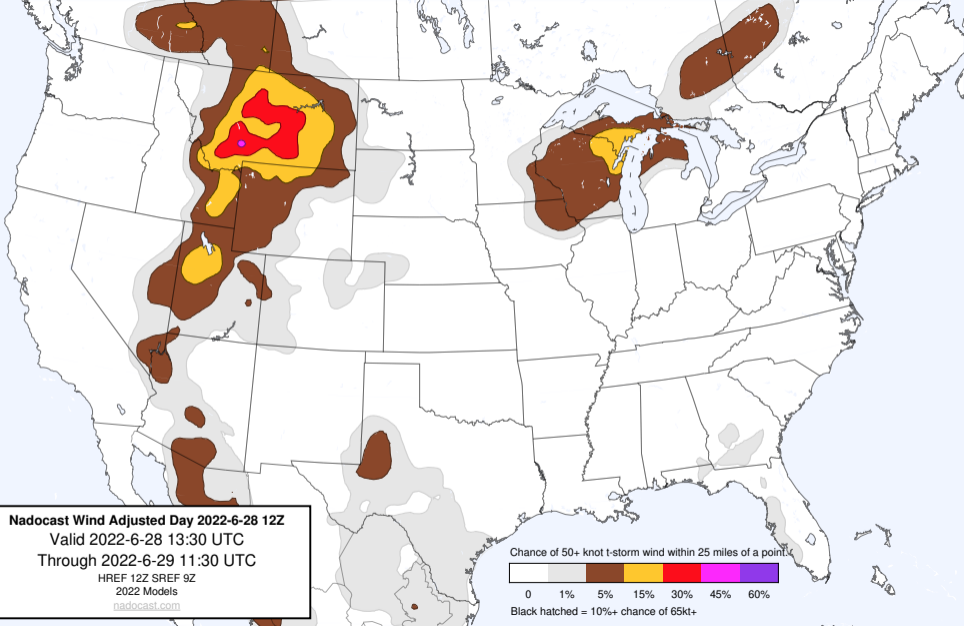 Nadocast Wind Adjusted Day 2022-6-28 12Z
Valid 2022-6-28 13:30 UTC
Through 2022-6-29 11:30 UTC
HREF 12Z SREF 9Z
2022 Models
nadocast.com
Chance of 50+ knot t-storm wind within 25 miles of a point.
0 1% 5% 15% 30% 45% 60%
Black hatched = 10%+ chance of 65kt+